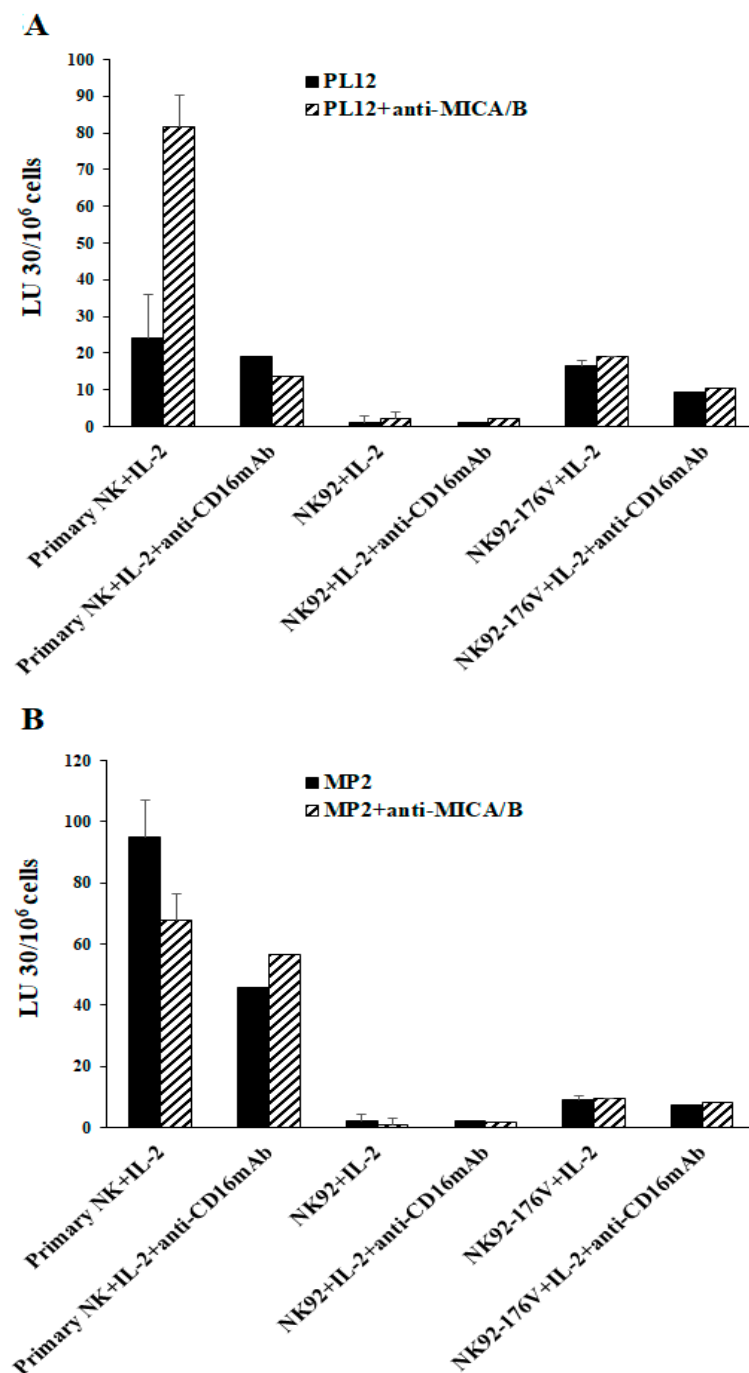 A
100
90
80
70
60
50
40
30
20
10
0
LU 30/10⁶ cells
PL12
PL12+anti-MICA/B
Primary NK+IL-2
Primary NK+IL-2+anti-CD16mAb
NK92+IL-2
NK92+IL-2+anti-CD16mAb
NK92-176V+IL-2
NK92-176V+IL-2+anti-CD16mAb
B
120
100
80
60
40
20
0
LU 30/10⁶ cells
MP2
MP2+anti-MICA/B
Primary NK+IL-2
Primary NK+IL-2+anti-CD16mAb
NK92+IL-2
NK92+IL-2+anti-CD16mAb
NK92-176V+IL-2
NK92-176V+IL-2+anti-CD16mAb